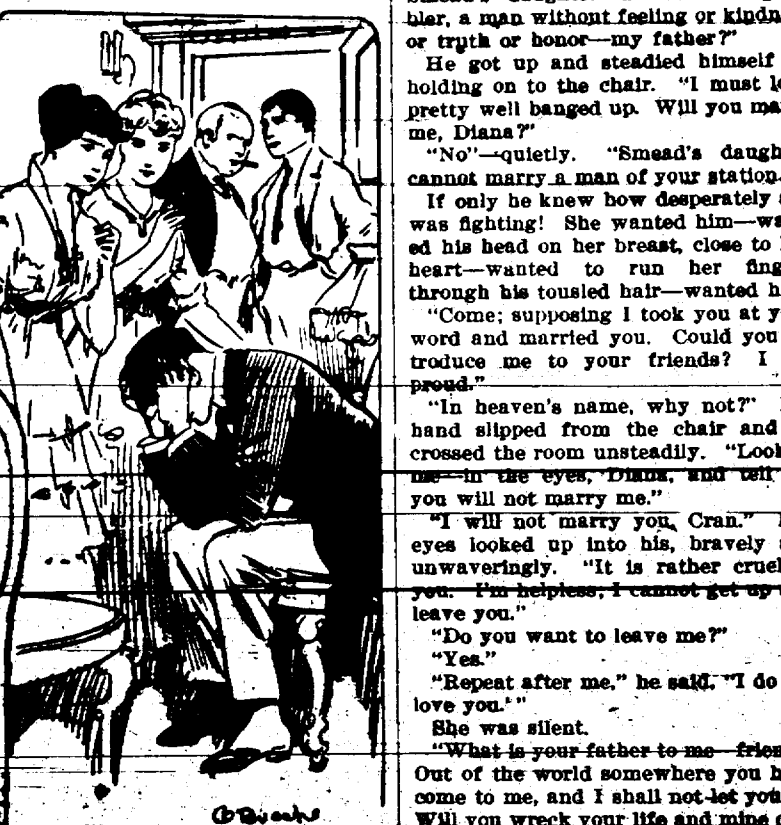 bler, a man without feeling or kindn
or truth or honor—my father?"
He got up and steadied himself
holding on to the chair. "I must l
pretty well banged up. Will you ma
me, Diana?"
"No"—quietly. "Smead's daugh
cannot marry a man of your station.
If only he knew how desperately
was fighting! She wanted him—wa
ed his head on her breast, close to
heart—wanted to run her fing
through his tousled hair—wanted h
"Come; supposing I took you at y
word and married you. Could you
troduce me to your friends? I
proud."
"In heaven's name, why not?"
hand slipped from the chair and
crossed the room unsteadily. "Look
me—in the eyes, Diana, and tell
you will not marry me."
"I will not marry you, Cran."
eyes looked up into his, bravely
unwaveringly. "It is rather cruel
you. I'm helpless; I cannot get up
leave you."
"Do you want to leave me?"
"Yes."
"Repeat after me," he said, "'I do
love you.'"
She was silent.
"What is your father to me—frien
Out of the world somewhere you h
come to me, and I shall not let you
Will you wreck your life and mine